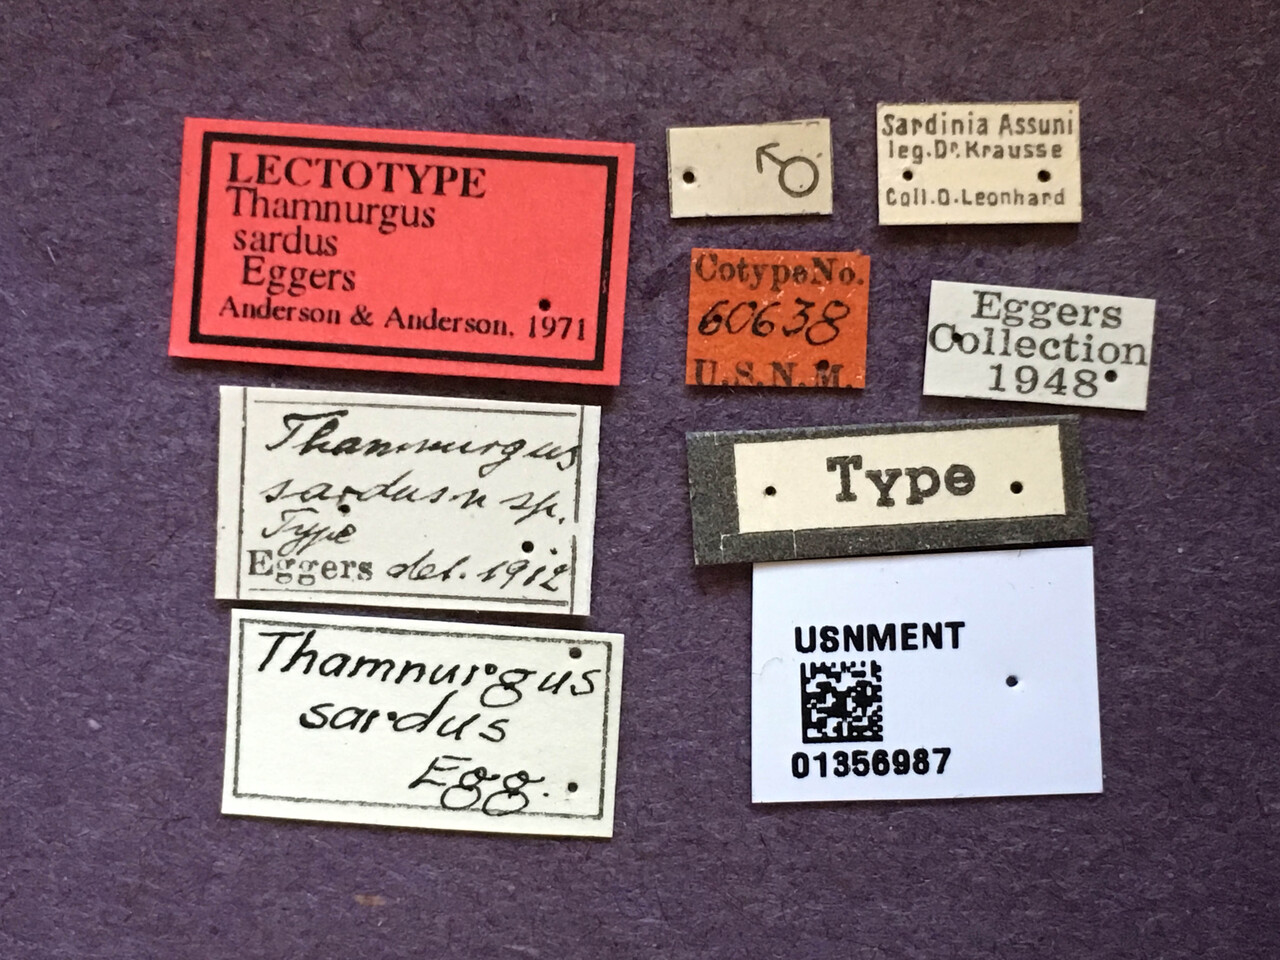 LECTOTYPE
Thamnurgus
sardus
Eggers
Anderson & Anderson. 1971
♂
Sardinia Assuni
leg. Dr. Krausse
Coll. O. Leonhard
Cotype No.
60638
U.S.N.M.
Eggers
Collection
1948
Thamnurgus
sardus n sp.
Type
Eggers det. 1912
Type
Thamnurgus
sardus
Egg.
USNMENT
01356987